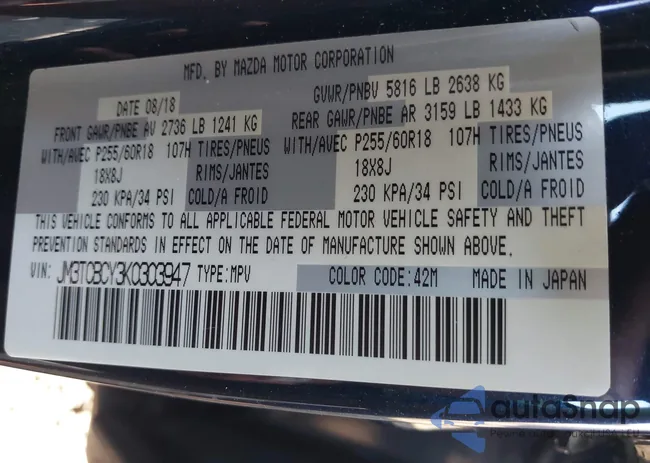 MFD. BY MAZDA MOTOR CORPORATION
DATE 08/18 GVWR/PNBV 5816 LB 2638 KG
FRONT GAWR/PNBE AV 2736 LB 1241 KG REAR GAWR/PNBE AR 3159 LB 1433 KG
WITH/AVEC P255/60R18 107H TIRES/PNEUS WITH/AVEC P255/60R18 107H TIRES/PNEUS
18X8J RIMS/JANTES 18X8J RIMS/JANTES
230 KPA/34 PSI COLD/A FROID 230 KPA/34 PSI COLD/A FROID
THIS VEHICLE CONFORMS TO ALL APPLICABLE FEDERAL MOTOR VEHICLE SAFETY AND THEFT
PREVENTION STANDARDS IN EFFECT ON THE DATE OF MANUFACTURE SHOWN ABOVE.
VIN: JM3TCBCY3K0303947 TYPE: MPV COLOR CODE: 42M MADE IN JAPAN
autoSnap